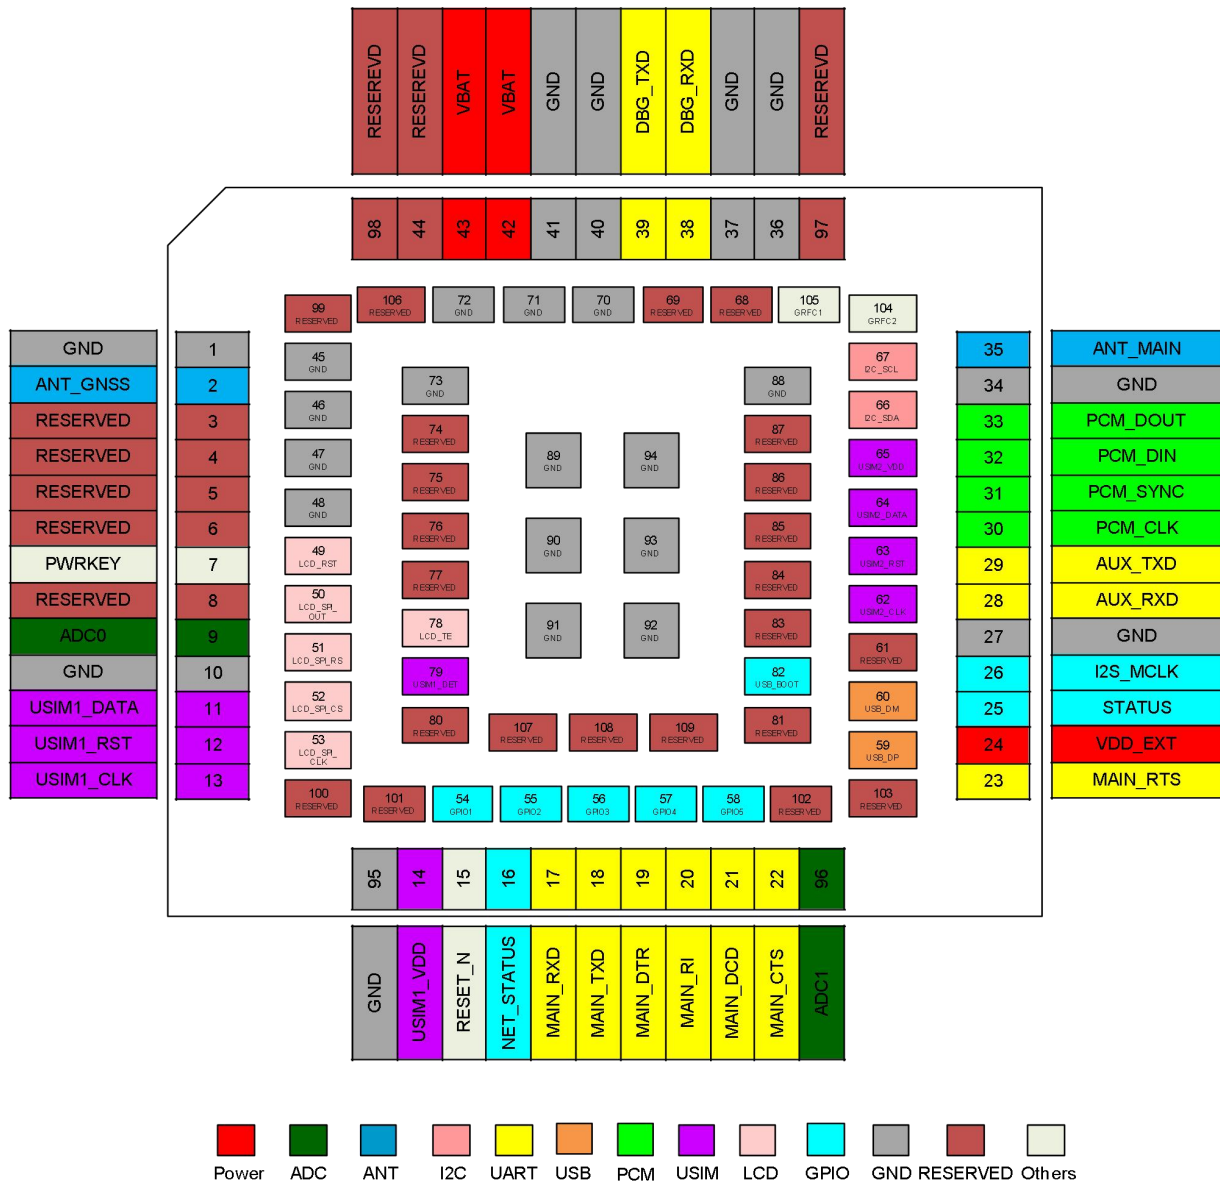 RESEREVD
RESEREVD
VBAT
VBAT
GND
GND
DBG_TXD
DBG_RXD
GND
GND
RESEREVD
98
44
43
42
41
40
39
38
37
36
97
106
RESERVED
72
GND
71
GND
70
GND
69
RESERVED
68
RESERVED
105
GRFC1
99
RESERVED
104
GRFC2
GND
1
ANT_GNSS
2
RESERVED
3
RESERVED
4
RESERVED
5
RESERVED
6
PWRKEY
7
RESERVED
8
ADC0
9
GND
10
USIM1_DATA
11
USIM1_RST
12
USIM1_CLK
13
45
GND
46
GND
47
GND
48
GND
49
LCD_RST
50
LCD_SPI_
OUT
51
LCD_SPI_RS
52
LCD_SPI_CS
53
LCD_SPI_
CLK
100
RESERVED
73
GND
74
RESERVED
75
RESERVED
76
RESERVED
77
RESERVED
78
LCD_TE
79
USIM1_DET
80
RESERVED
89
GND
94
GND
90
GND
93
GND
91
GND
92
GND
107
RESERVED
108
RESERVED
109
RESERVED
88
GND
87
RESERVED
86
RESERVED
85
RESERVED
84
RESERVED
83
RESERVED
82
USB_BOOT
81
RESERVED
67
I2C_SCL
66
I2C_SDA
65
USIM2_VDD
64
USIM2_DATA
63
USIM2_RST
62
USIM2_CLK
61
RESERVED
60
USB_DM
59
USB_DP
103
RESERVED
35
ANT_MAIN
34
GND
33
PCM_DOUT
32
PCM_DIN
31
PCM_SYNC
30
PCM_CLK
29
AUX_TXD
28
AUX_RXD
27
GND
26
I2S_MCLK
25
STATUS
24
VDD_EXT
23
MAIN_RTS
101
RESERVED
54
GPIO1
55
GPIO2
56
GPIO3
57
GPIO4
58
GPIO5
102
RESERVED
95
14
15
16
17
18
19
20
21
22
96
GND
USIM1_VDD
RESET_N
NET_STATUS
MAIN_RXD
MAIN_TXD
MAIN_DTR
MAIN_RI
MAIN_DCD
MAIN_CTS
ADC1
Power
ADC
ANT
I2C
UART
USB
PCM
USIM
LCD
GPIO
GND
RESERVED
Others